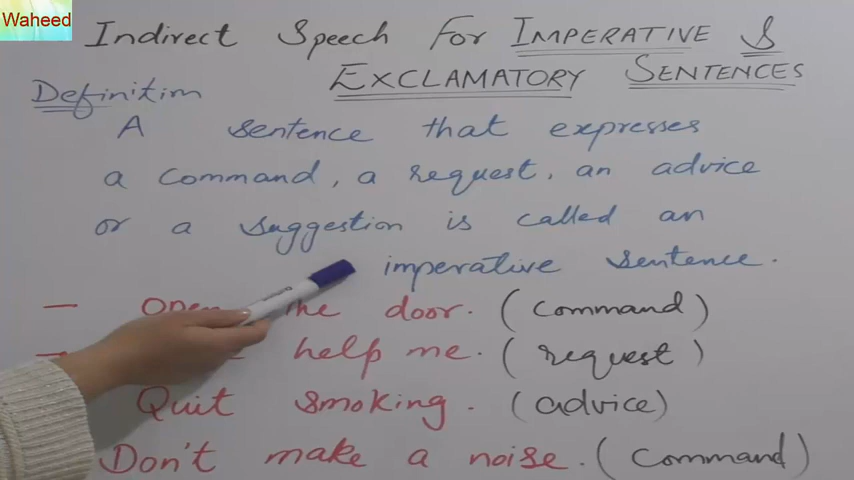 Waheed
Indirect Speech For IMPERATIVE &
EXCLAMATORY SENTENCES
Definition
A sentence that expresses
a command, a request, an advice
or a suggestion is called an
imperative sentence.
— Open the door. (command)
— help me. (request)
Quit smoking. (advice)
Don't make a noise. (command)